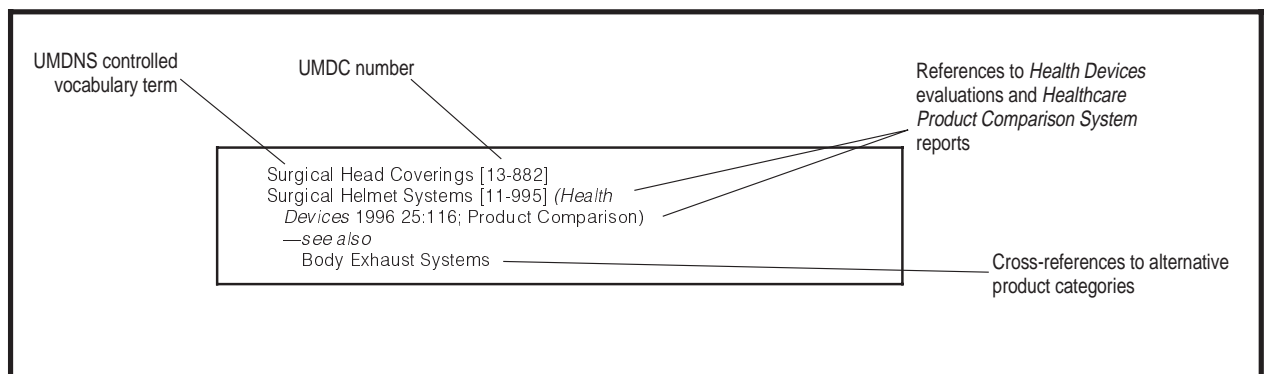 UMDNS controlled
vocabulary term
UMDC number
References to Health Devices
evaluations and Healthcare
Product Comparison System
reports
Surgical Head Coverings [13-882]
Surgical Helmet Systems [11-995] (Health
Devices 1996 25:116; Product Comparison)
—see also
Body Exhaust Systems
Cross-references to alternative
product categories